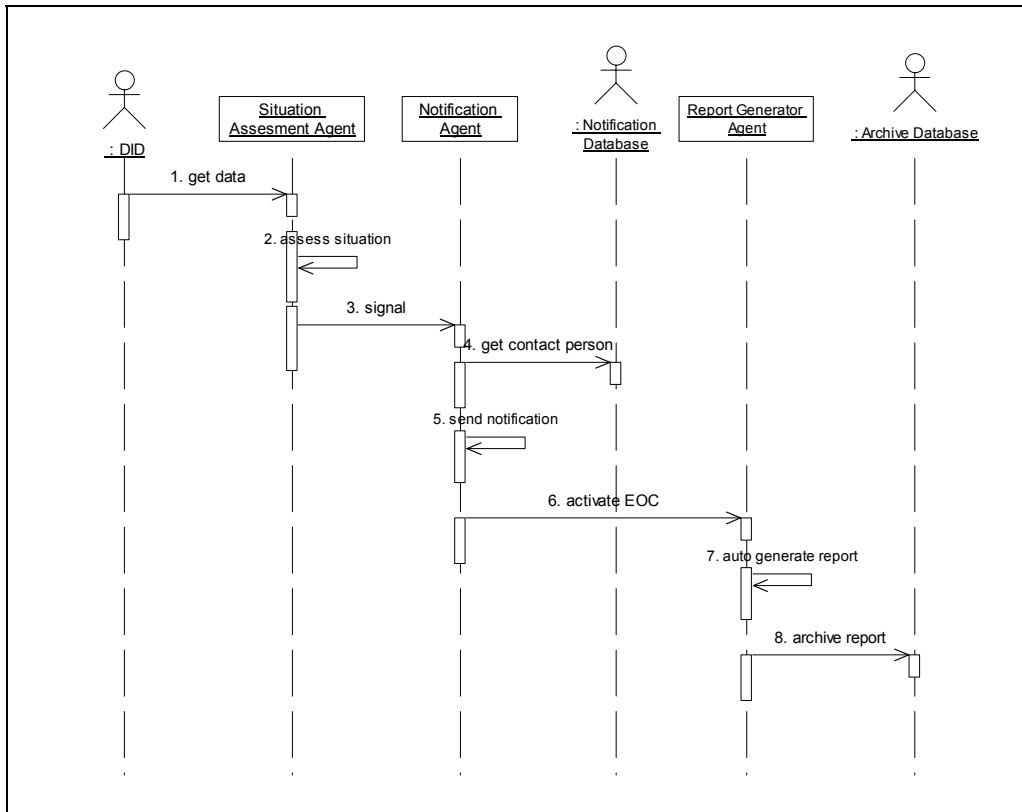 Situation
Assesment Agent
Notification
Agent
Report Generator
Agent
: DID
: Notification
Database
: Archive Database
1. get data
2. assess situation
3. signal
4. get contact person
5. send notification
6. activate EOC
7. auto generate report
8. archive report